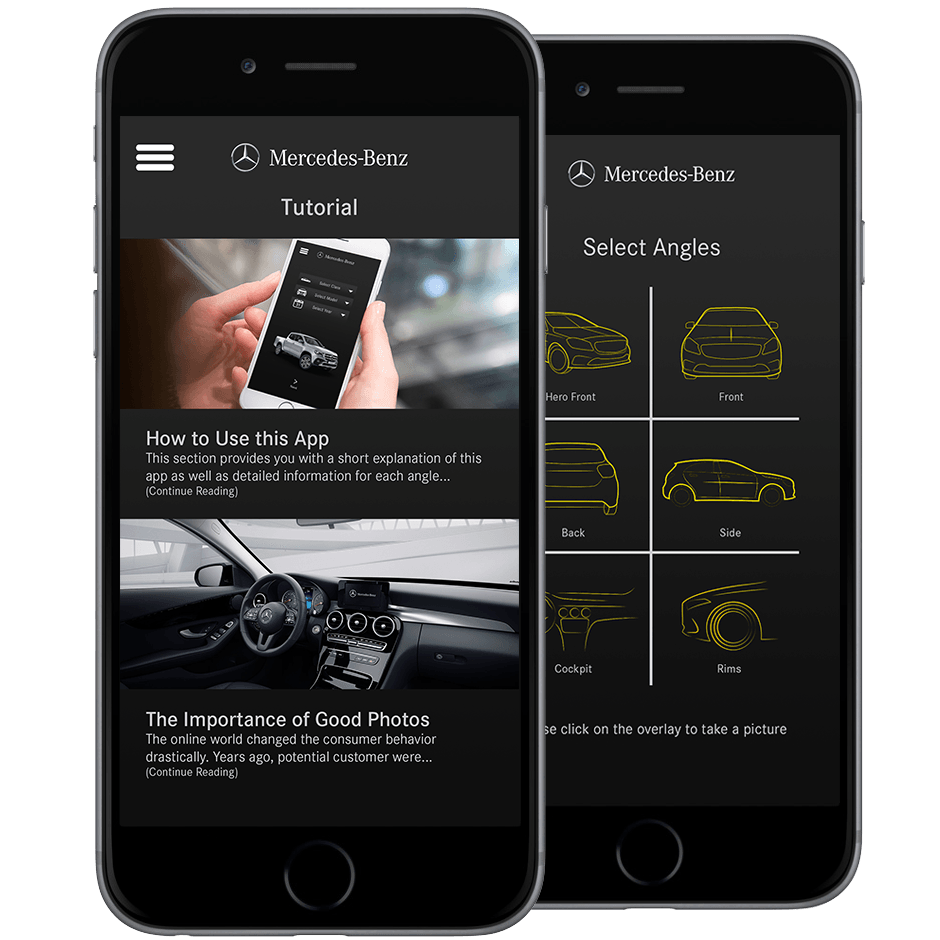 Mercedes-Benz
Tutorial
Mercedes-Benz
Select Class
Select Model
Select Year
How to Use this App
This section provides you with a short explanation of this
app as well as detailed information for each angle...
(Continue Reading)
Mercedes-Benz
The Importance of Good Photos
The online world changed the consumer behavior
drastically. Years ago, potential customer were...
(Continue Reading)
Mercedes-Benz
Select Angles
Hero Front
Front
Back
Side
Cockpit
Rims
se click on the overlay to take a picture